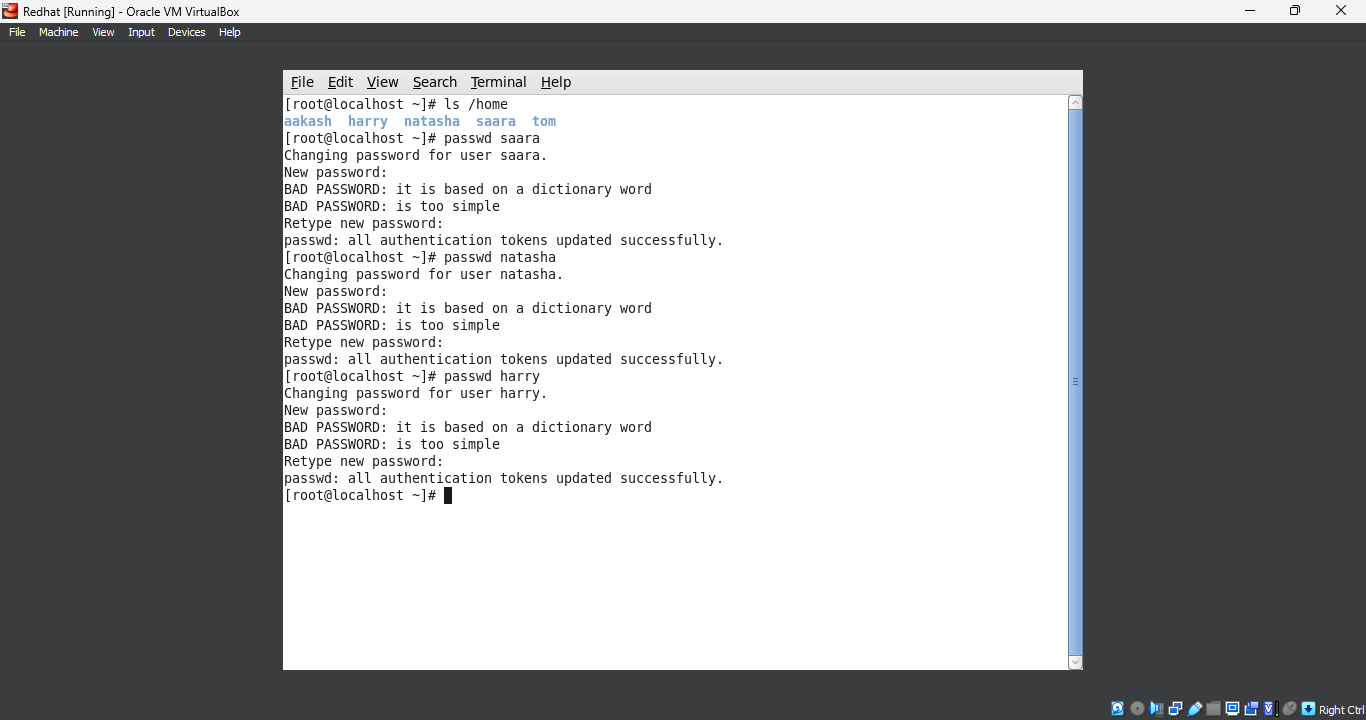 Redhat [Running] - Oracle VM VirtualBox
File Machine View Input Devices Help
File Edit View Search Terminal Help
[root@localhost ~]# ls /home
aakash harry natasha saara tom
[root@localhost ~]# passwd saara
Changing password for user saara.
New password:
BAD PASSWORD: it is based on a dictionary word
BAD PASSWORD: is too simple
Retype new password:
passwd: all authentication tokens updated successfully.
[root@localhost ~]# passwd natasha
Changing password for user natasha.
New password:
BAD PASSWORD: it is based on a dictionary word
BAD PASSWORD: is too simple
Retype new password:
passwd: all authentication tokens updated successfully.
[root@localhost ~]# passwd harry
Changing password for user harry.
New password:
BAD PASSWORD: it is based on a dictionary word
BAD PASSWORD: is too simple
Retype new password:
passwd: all authentication tokens updated successfully.
[root@localhost ~]#
Right Ctrl